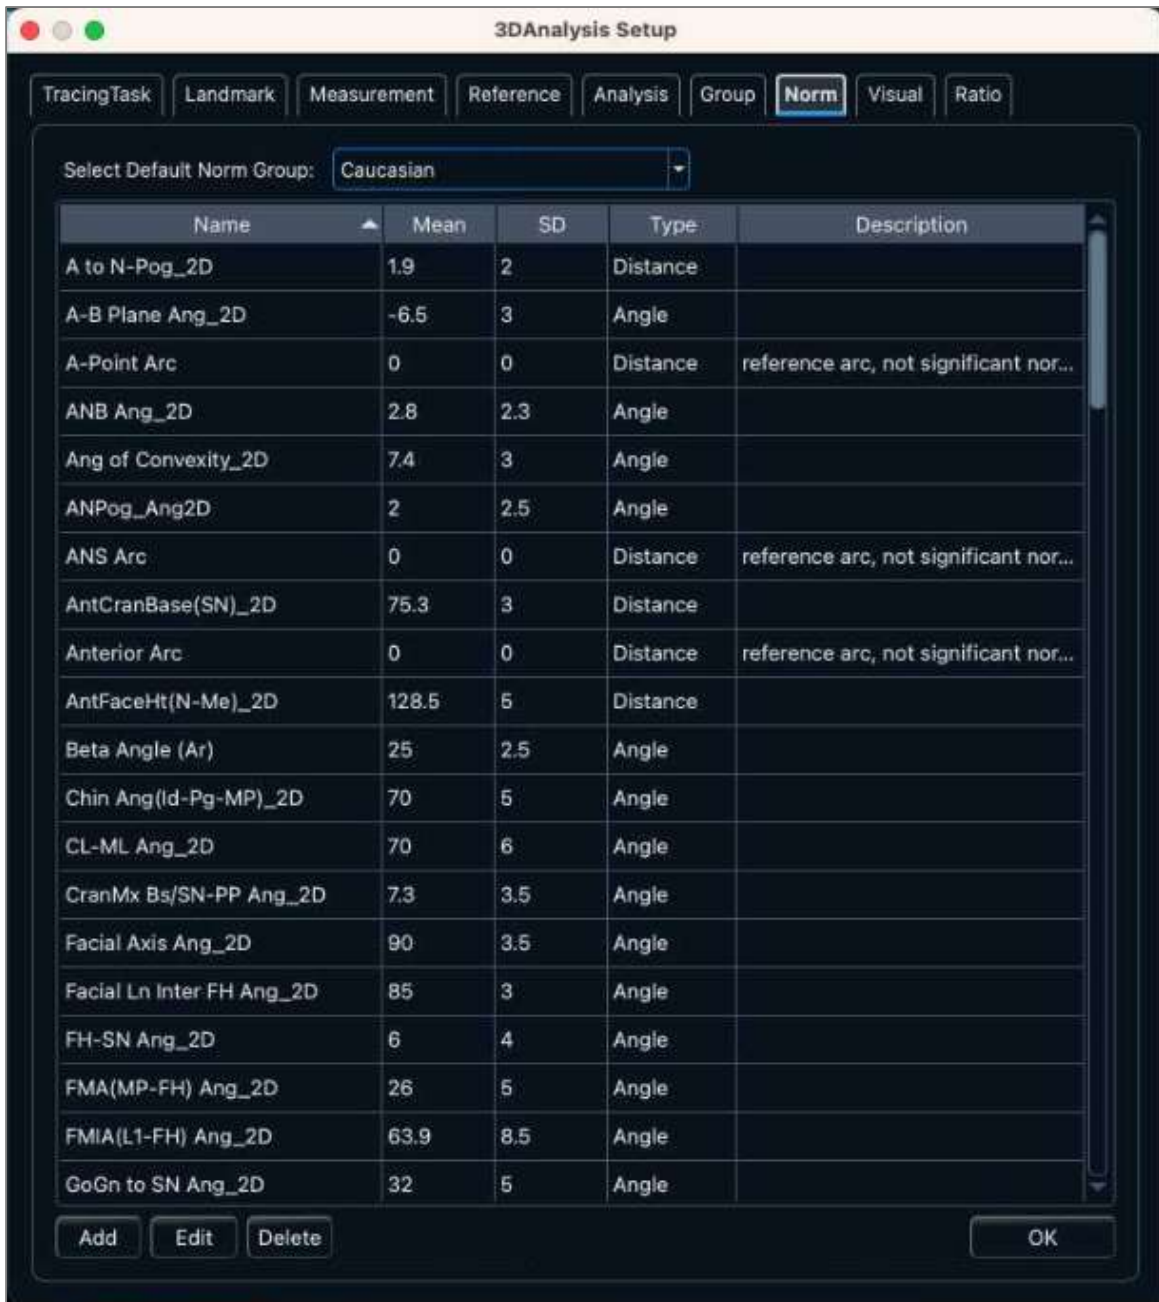 3DAnalysis Setup
TracingTask Landmark Measurement Reference Analysis Group Norm Visual Ratio
Select Default Norm Group: Caucasian
Name Mean SD Type Description
A to N-Pog_2D 1.9 2 Distance
A-B Plane Ang_2D -6.5 3 Angle
A-Point Arc 0 0 Distance reference arc, not significant nor...
ANB Ang_2D 2.8 2.3 Angle
Ang of Convexity_2D 7.4 3 Angle
ANPog_Ang2D 2 2.5 Angle
ANS Arc 0 0 Distance reference arc, not significant nor...
AntCranBase(SN)_2D 75.3 3 Distance
Anterior Arc 0 0 Distance reference arc, not significant nor...
AntFaceHt(N-Me)_2D 128.5 5 Distance
Beta Angle (Ar) 25 2.5 Angle
Chin Ang(Id-Pg-MP)_2D 70 5 Angle
CL-ML Ang_2D 70 6 Angle
CranMx Bs/SN-PP Ang_2D 7.3 3.5 Angle
Facial Axis Ang_2D 90 3.5 Angle
Facial Ln Inter FH Ang_2D 85 3 Angle
FH-SN Ang_2D 6 4 Angle
FMA(MP-FH) Ang_2D 26 5 Angle
FMIA(L1-FH) Ang_2D 63.9 8.5 Angle
GoGn to SN Ang_2D 32 5 Angle
Add Edit Delete OK